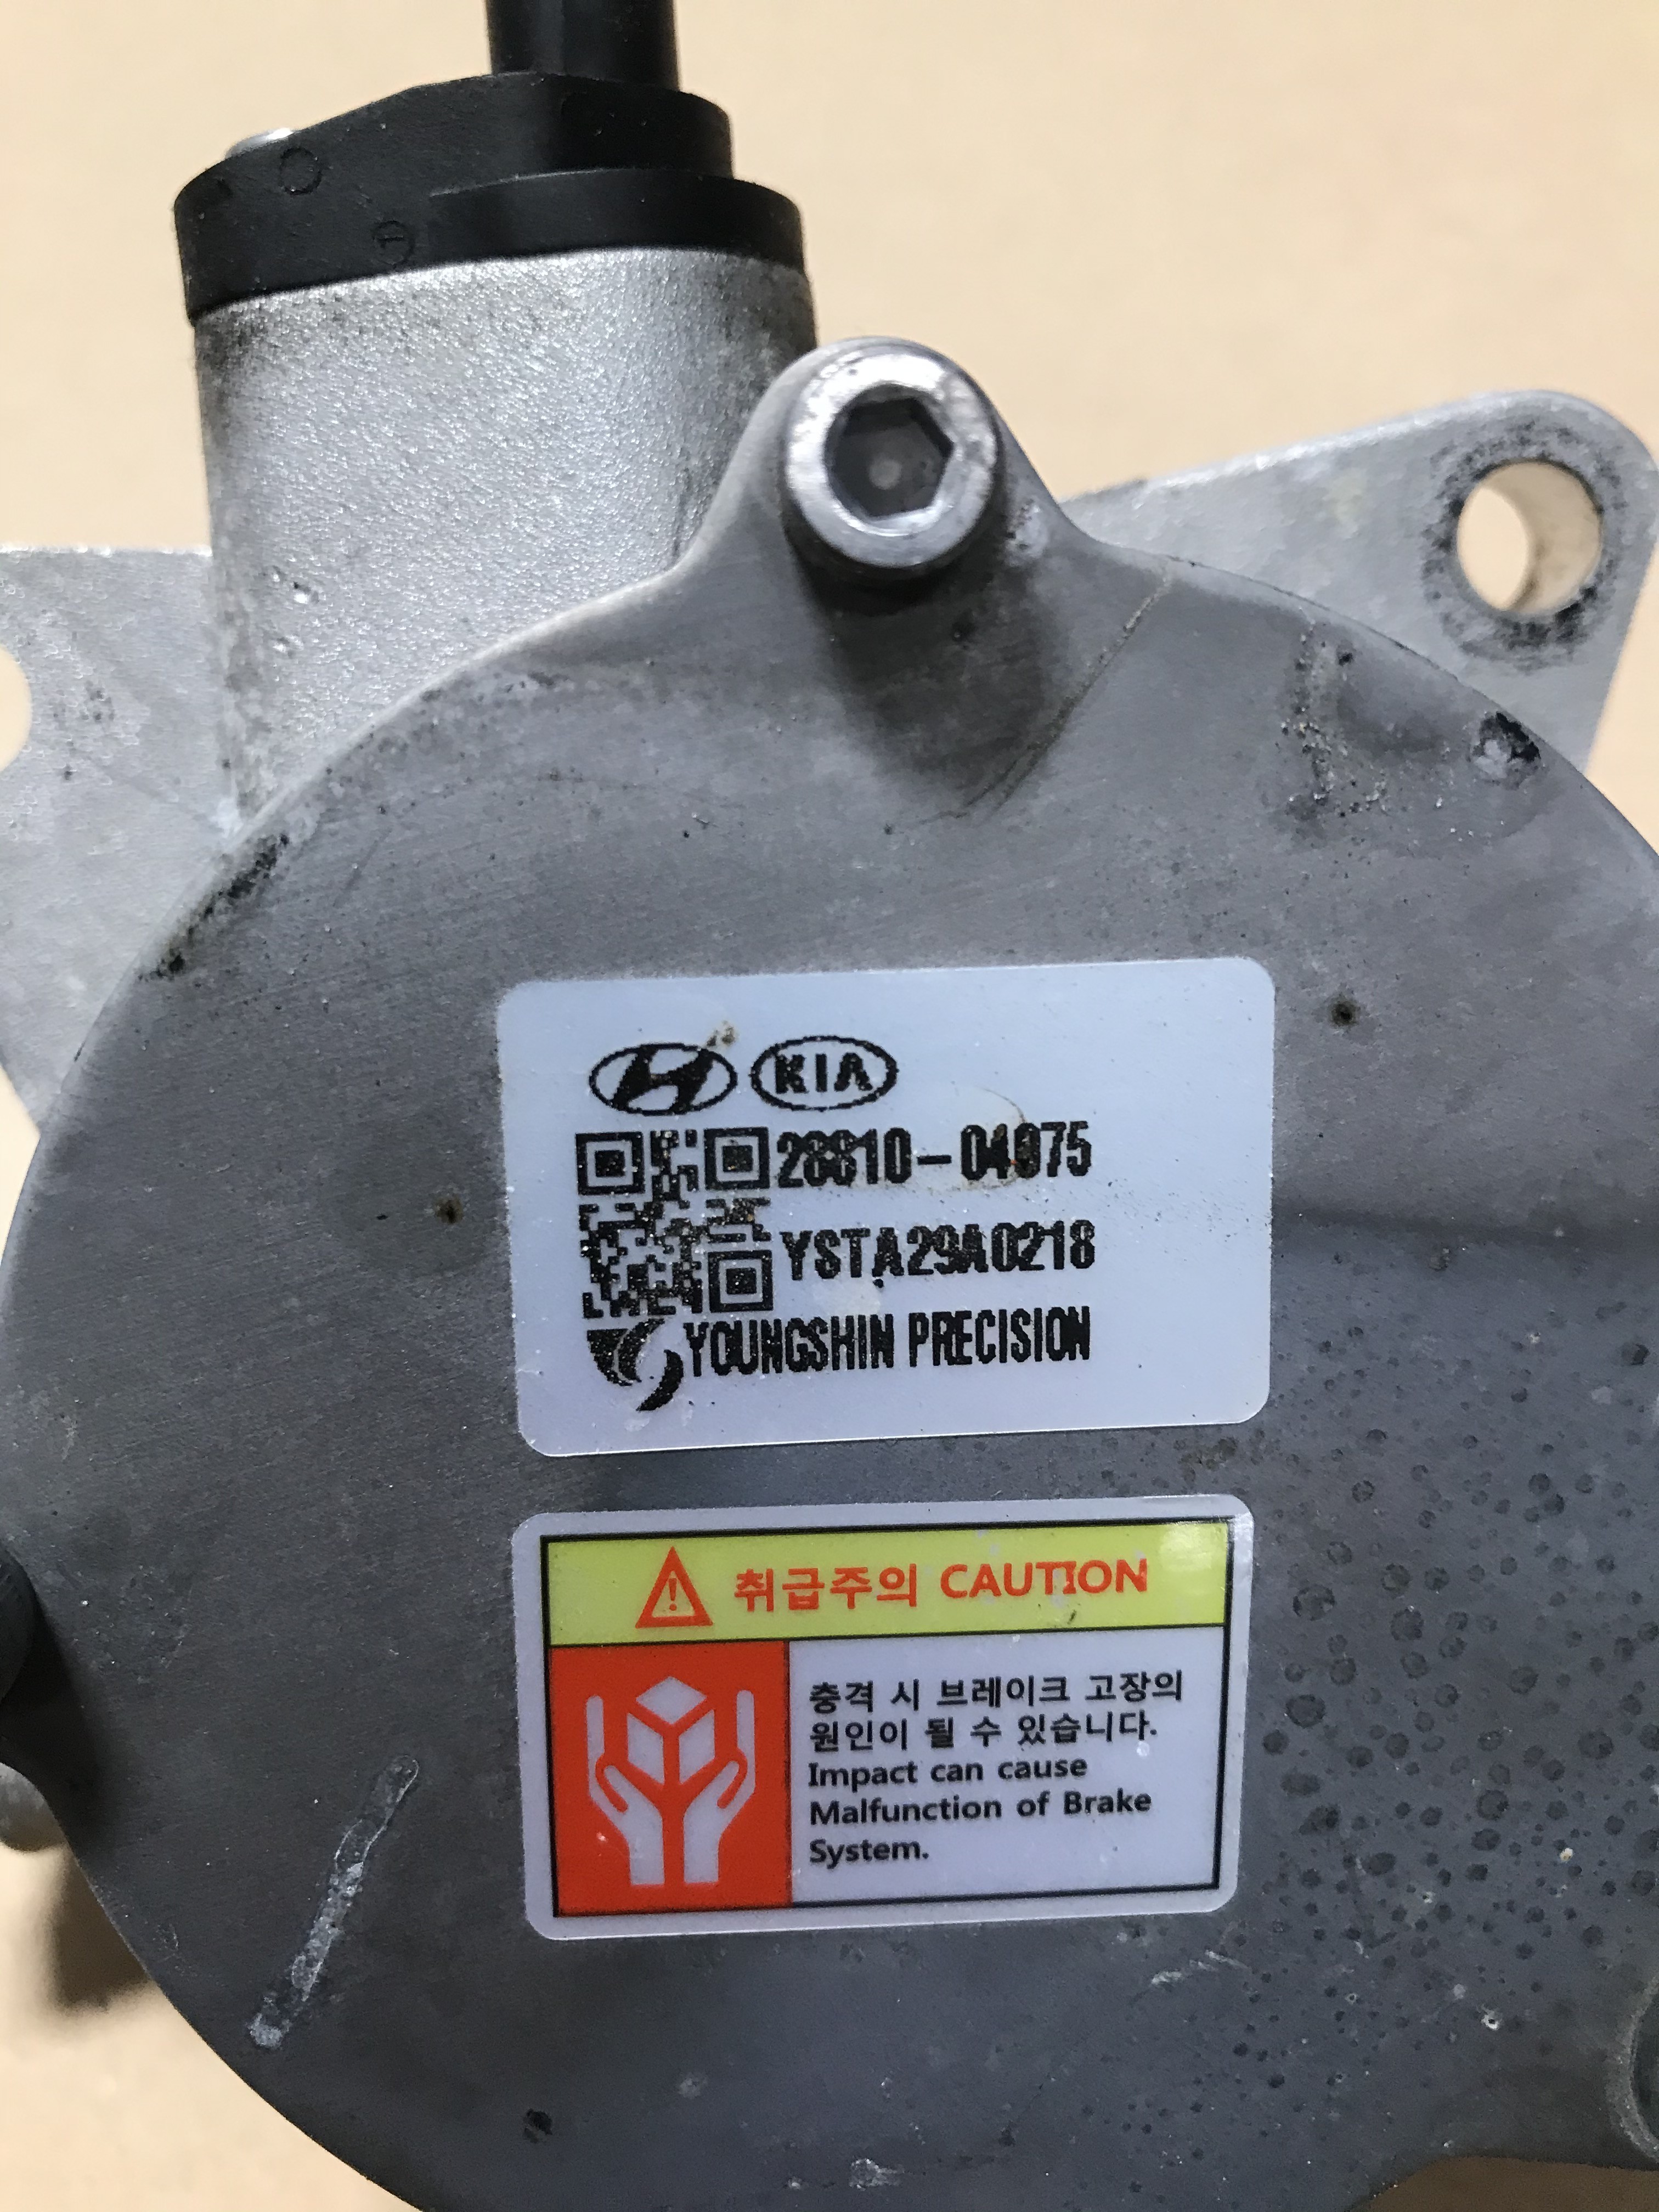 KIA
28810-04075
YSTA29A0218
YOUNGSHIN PRECISION
취급주의 CAUTION
충격 시 브레이크 고장의
원인이 될 수 있습니다.
Impact can cause
Malfunction of Brake
System.